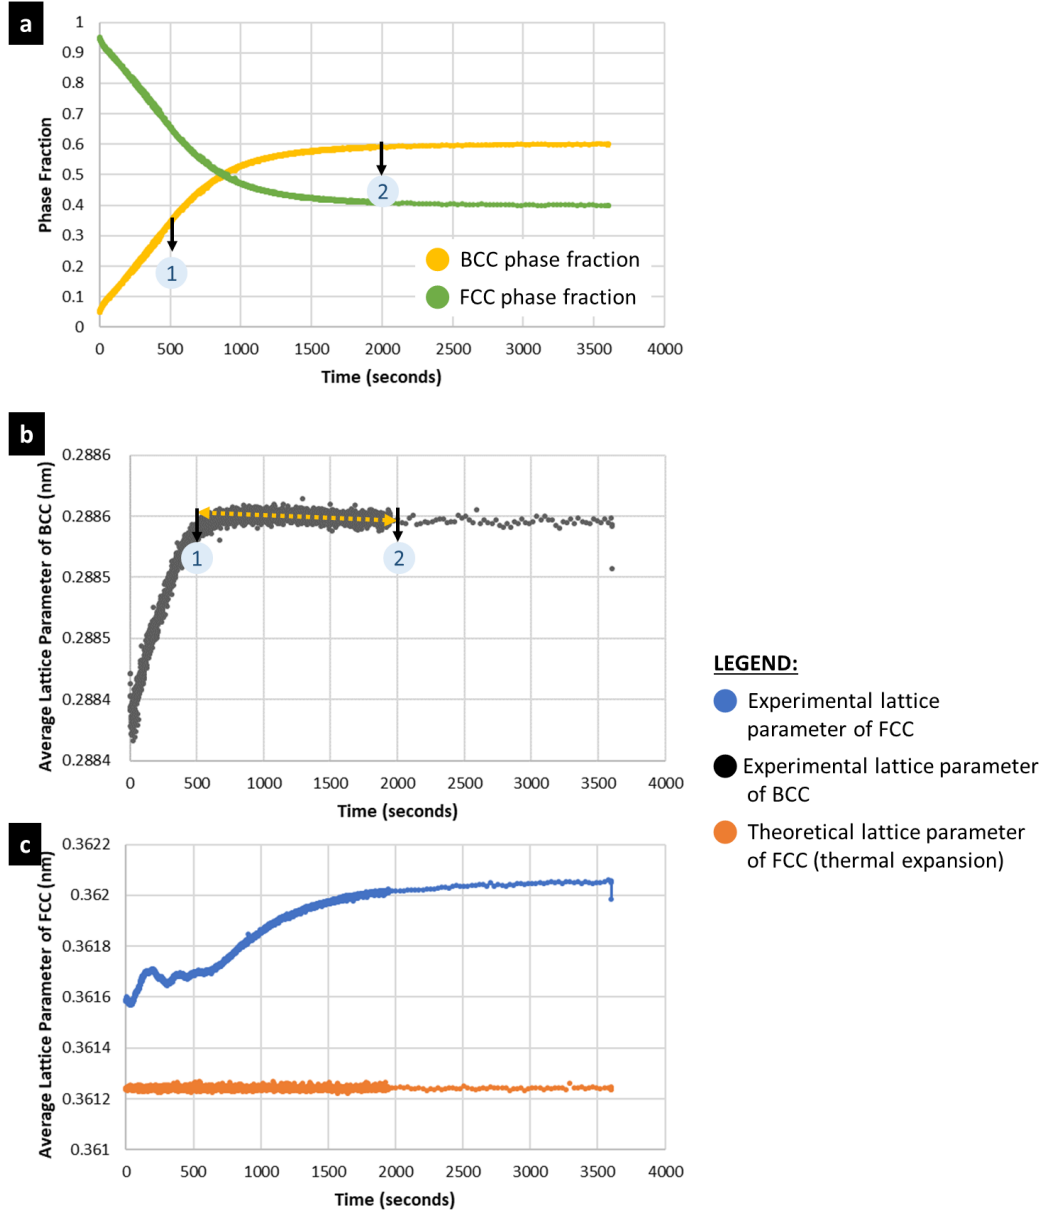 a
1
0.9
0.8
0.7
0.6
0.5
0.4
0.3
0.2
0.1
0
Phase Fraction
1
2
BCC phase fraction
FCC phase fraction
0 500 1000 1500 2000 2500 3000 3500 4000
Time (seconds)
b
0.2886
0.2886
0.2885
0.2885
0.2884
0.2884
Average Lattice Parameter of BCC (nm)
1
2
0 500 1000 1500 2000 2500 3000 3500 4000
Time (seconds)
c
0.3622
0.362
0.3618
0.3616
0.3614
0.3612
0.361
Average Lattice Parameter of FCC (nm)
0 500 1000 1500 2000 2500 3000 3500 4000
Time (seconds)
LEGEND:
Experimental lattice
parameter of FCC
Experimental lattice parameter
of BCC
Theoretical lattice parameter
of FCC (thermal expansion)